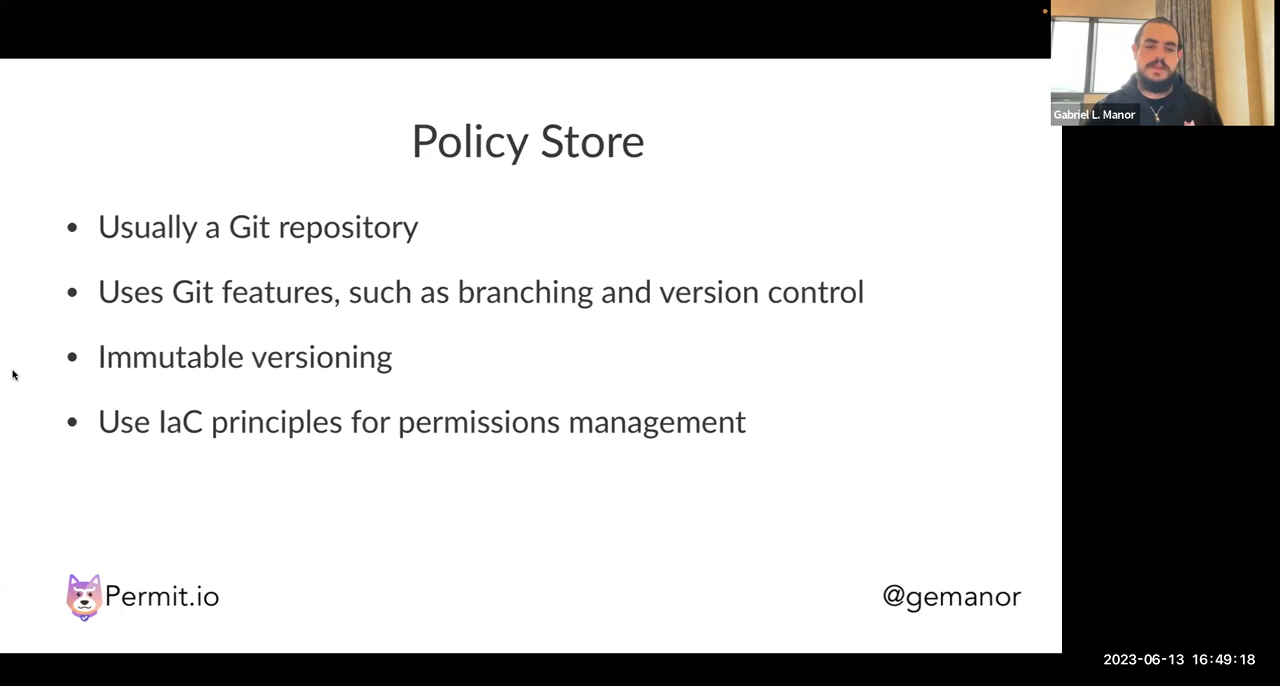 Gabriel L. Manor
Policy Store
• Usually a Git repository
• Uses Git features, such as branching and version control
• Immutable versioning
• Use IaC principles for permissions management
Permit.io
@gemanor
2023-06-13 16:49:18